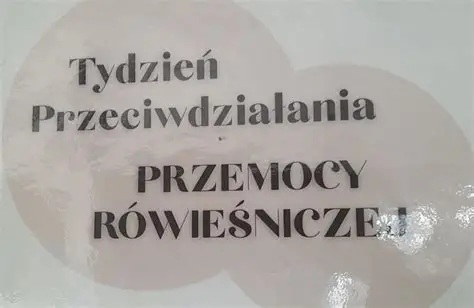 Tydzień
Przeciwdziałania
PRZEMOCY
RÓWIEŚNICZEJ